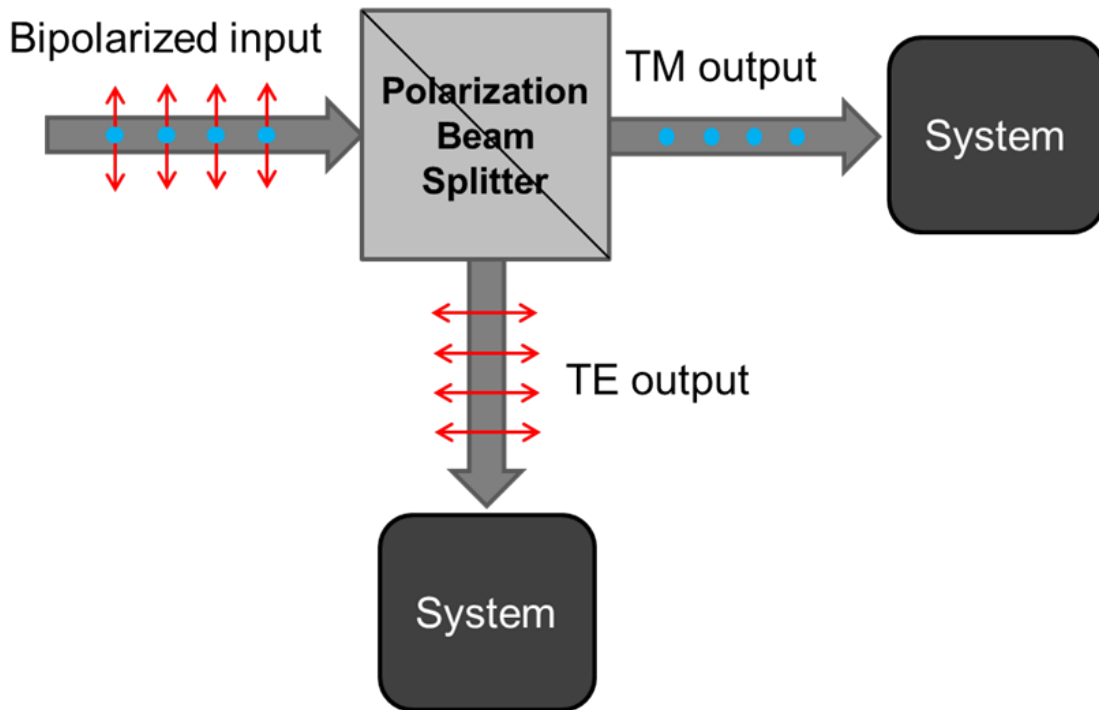 Bipolarized input
Polarization
Beam
Splitter
TM output
System
TE output
System